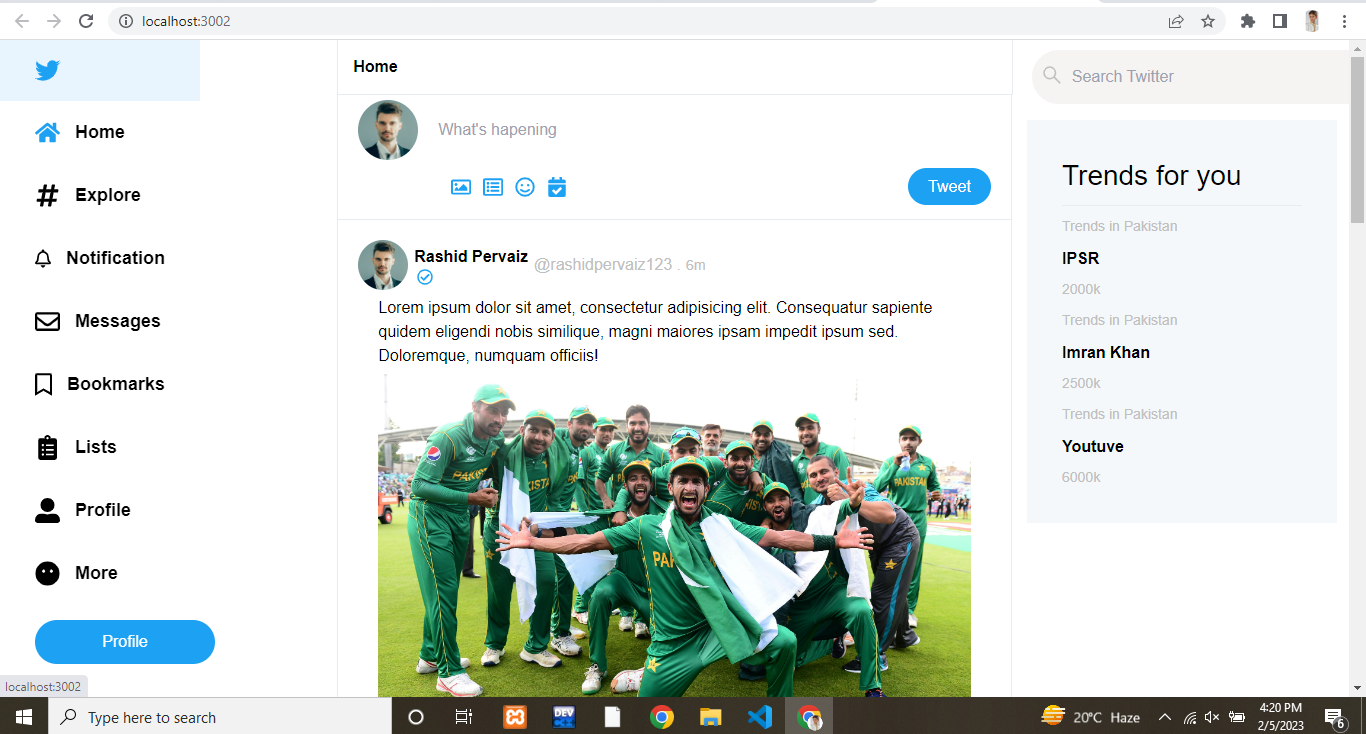 localhost:3002
Home
Explore
Notification
Messages
Bookmarks
Lists
Profile
More
Profile
localhost:3002
Home
What's hapening
Tweet
Rashid Pervaiz @rashidpervaiz123 . 6m
Lorem ipsum dolor sit amet, consectetur adipisicing elit. Consequatur sapiente
quidem eligendi nobis similique, magni maiores ipsam impedit ipsum sed.
Doloremque, numquam officiis!
pepsi
PAKISTAN
Search Twitter
Trends for you
Trends in Pakistan
IPSR
2000k
Trends in Pakistan
Imran Khan
2500k
Trends in Pakistan
Youtuve
6000k
Type here to search
DEV
C++
20°C Haze
4:20 PM
2/5/2023
6